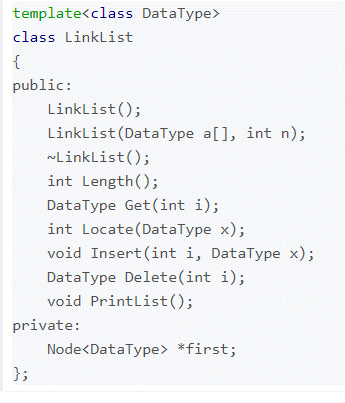 template<class DataType>
class LinkList
{
public:
    LinkList();
    LinkList(DataType a[], int n);
    ~LinkList();
    int Length();
    DataType Get(int i);
    int Locate(DataType x);
    void Insert(int i, DataType x);
    DataType Delete(int i);
    void PrintList();
private:
    Node<DataType> *first;
};